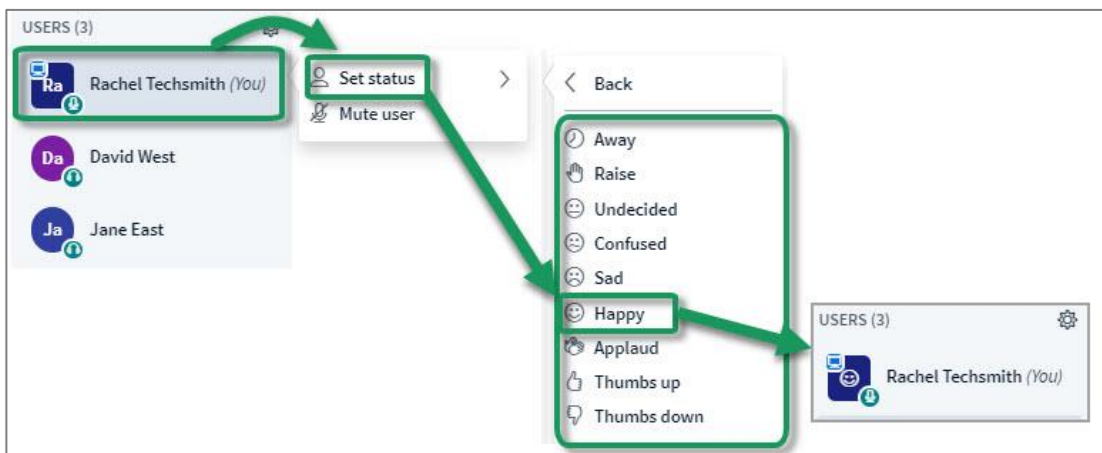 USERS (3)
Ra
Rachel Techsmith (You)
Da
David West
Ja
Jane East
Set status
Mute user
Back
Away
Raise
Undecided
Confused
Sad
Happy
Applaud
Thumbs up
Thumbs down
USERS (3)
Rachel Techsmith (You)